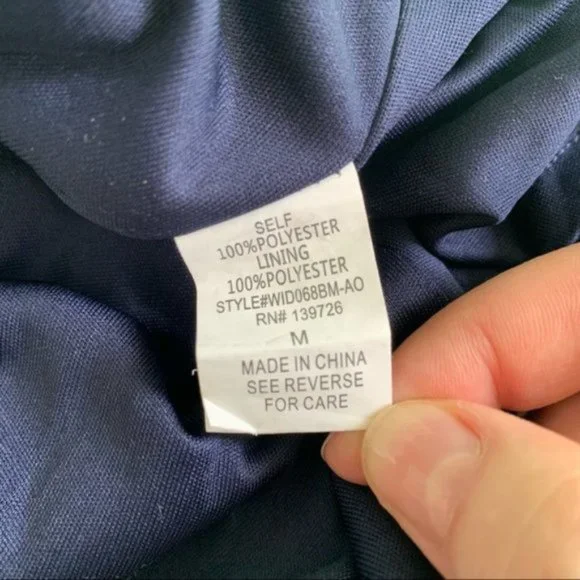 SELF
100%POLYESTER
LINING
100%POLYESTER
STYLE#WID068BM-AO
RN# 139726
M
MADE IN CHINA
SEE REVERSE
FOR CARE